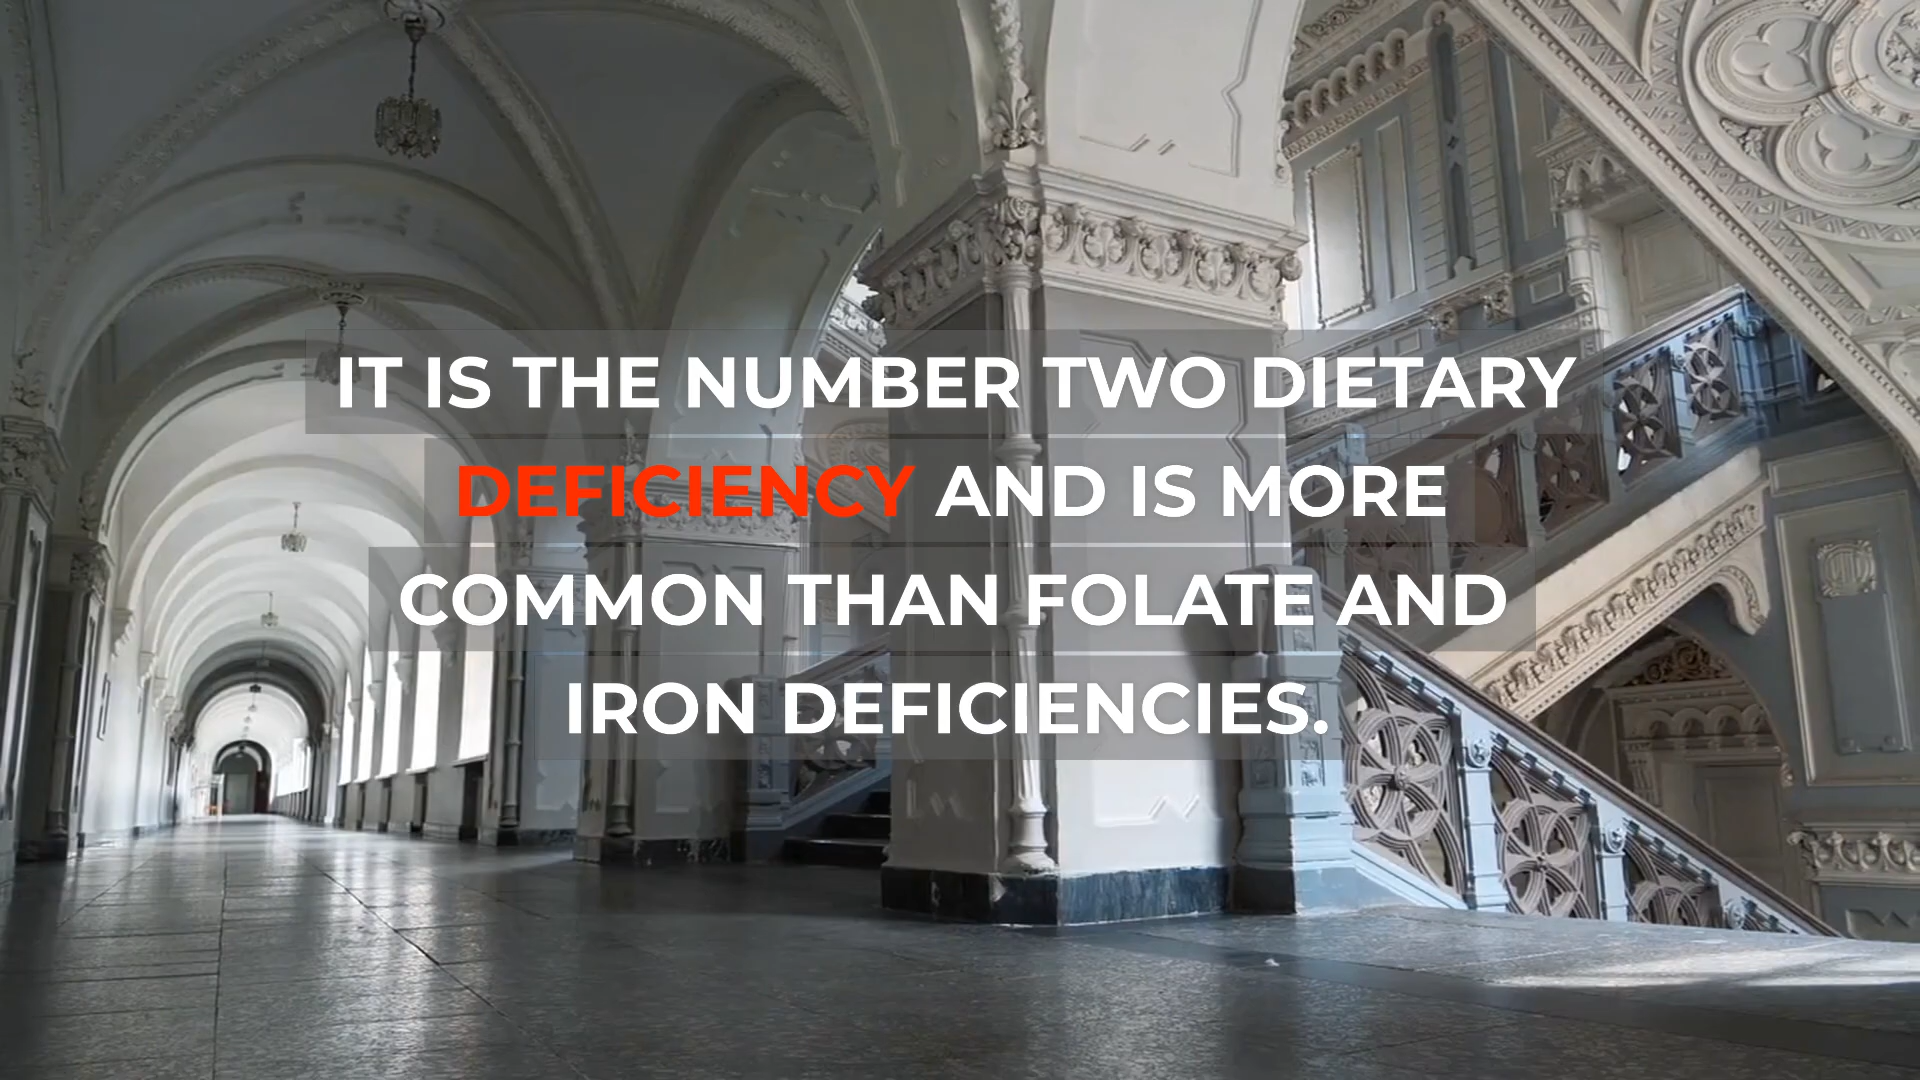 IT IS THE NUMBER TWO DIETARY
DEFICIENCY AND IS MORE
COMMON THAN FOLATE AND
IRON DEFICIENCIES.